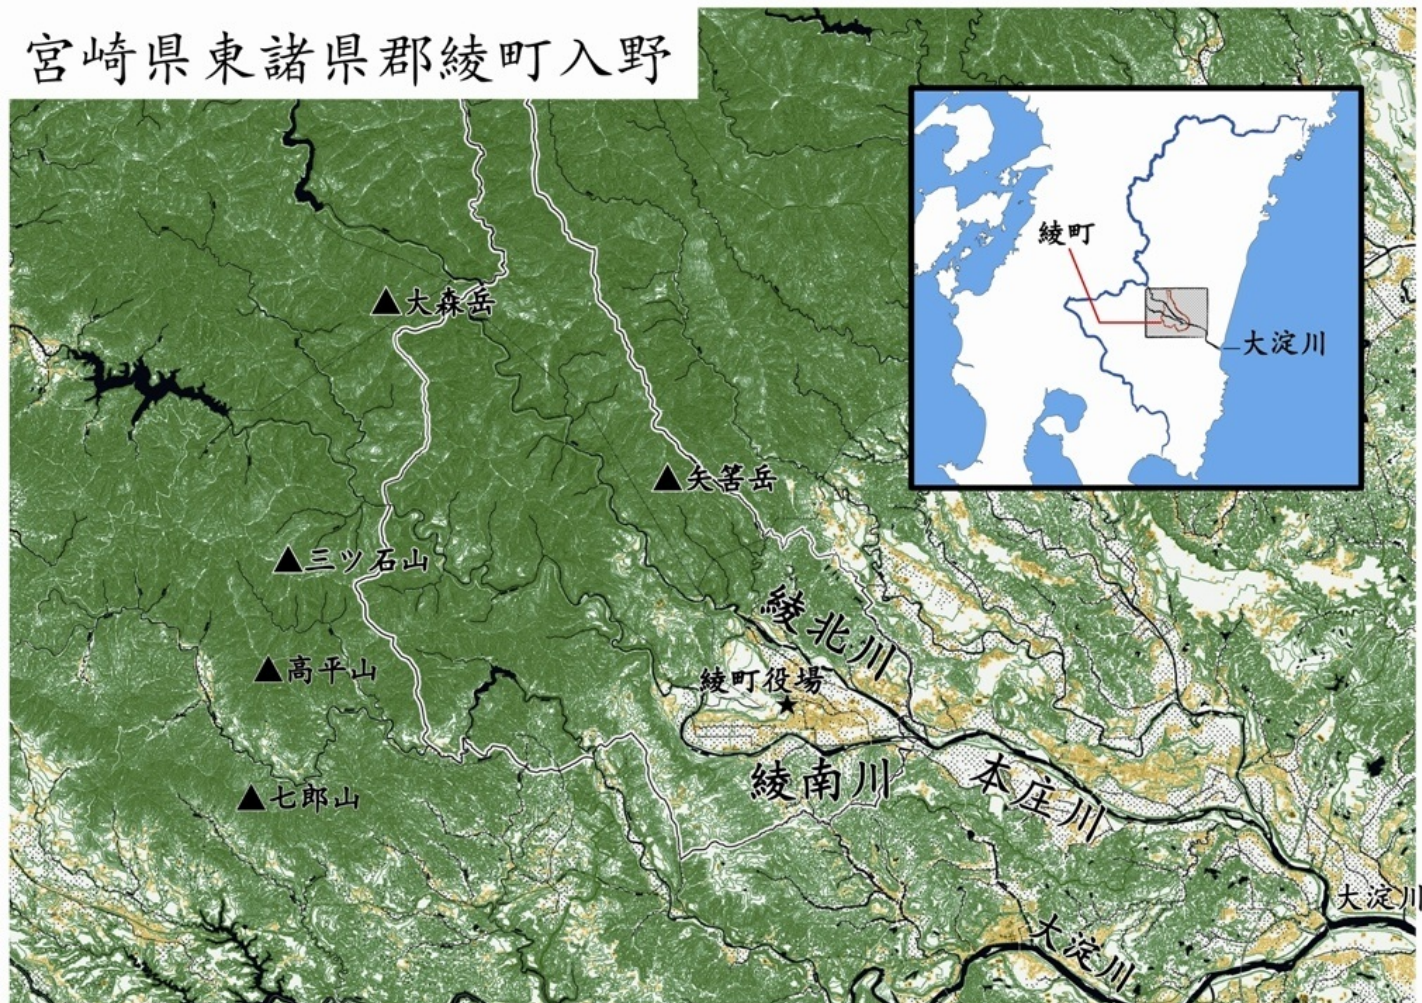 宮崎県東諸県郡綾町入野
綾町
大淀川
大森岳
矢筈岳
三ツ石山
綾北川
高平山
綾町役場
綾南川
本庄川
七郎山
大淀川
大淀川